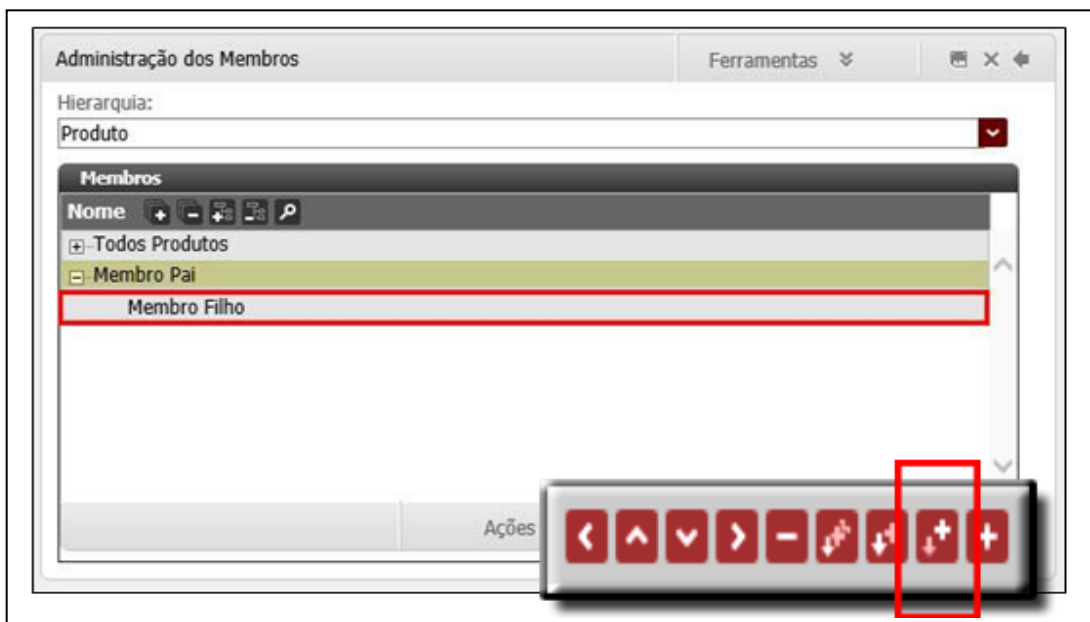 Administração dos Membros
Ferramentas
Hierarquia:
Produto
Membros
Nome
Todos Produtos
Membro Pai
Membro Filho
Ações